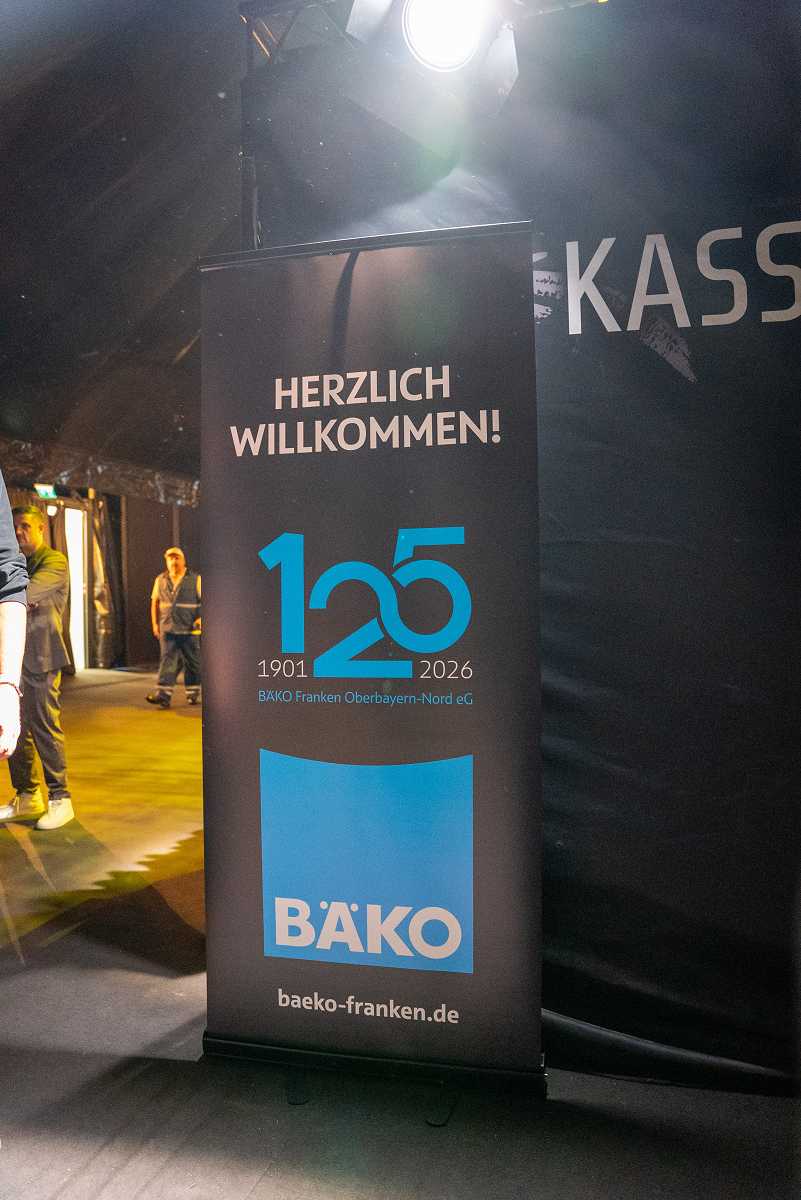 KASS
HERZLICH
WILLKOMMEN!
125
1901 2026
BÄKO Franken Oberbayern-Nord eG
BÄKO
baeko-franken.de